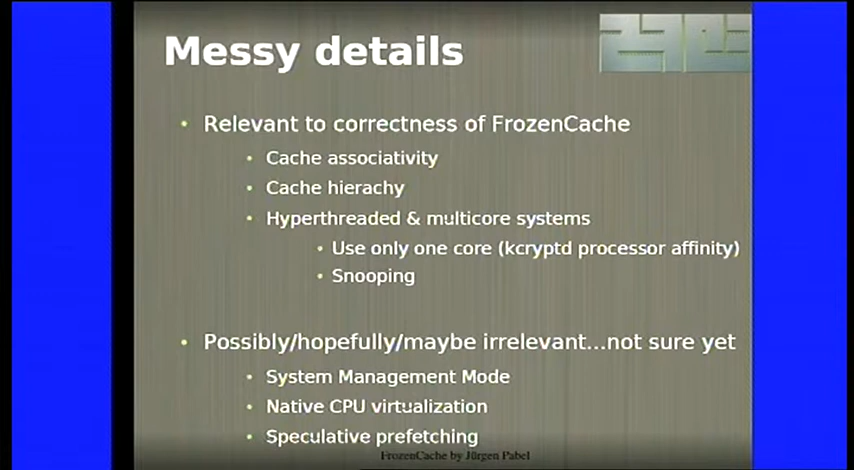 Messy details
Relevant to correctness of FrozenCache
Cache associativity
Cache hierachy
Hyperthreaded & multicore systems
Use only one core (kcryptd processor affinity)
Snooping
Possibly/hopefully/maybe irrelevant...not sure yet
System Management Mode
Native CPU virtualization
Speculative prefetching
FrozenCache by Jürgen Pabel